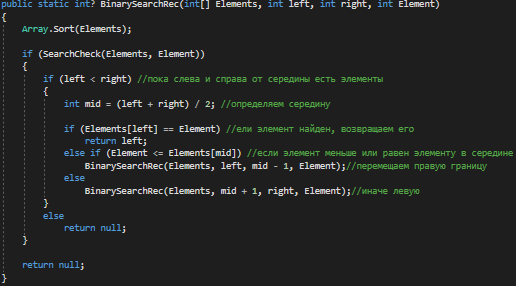 public static int? BinarySearchRec(int[] Elements, int left, int right, int Element)
{
Array.Sort(Elements);
if (SearchCheck(Elements, Element))
{
if (left < right) //пока слева и справа от середины есть элементы
{
int mid = (left + right) / 2; //определяем середину
if (Elements[left] == Element) //ели элемент найден, возвращаем его
return left;
else if (Element <= Elements[mid]) //если элемент меньше или равен элементу в середине
BinarySearchRec(Elements, left, mid - 1, Element);//перемещаем правую границу
else
BinarySearchRec(Elements, mid + 1, right, Element);//иначе левую
}
else
return null;
}
return null;
}